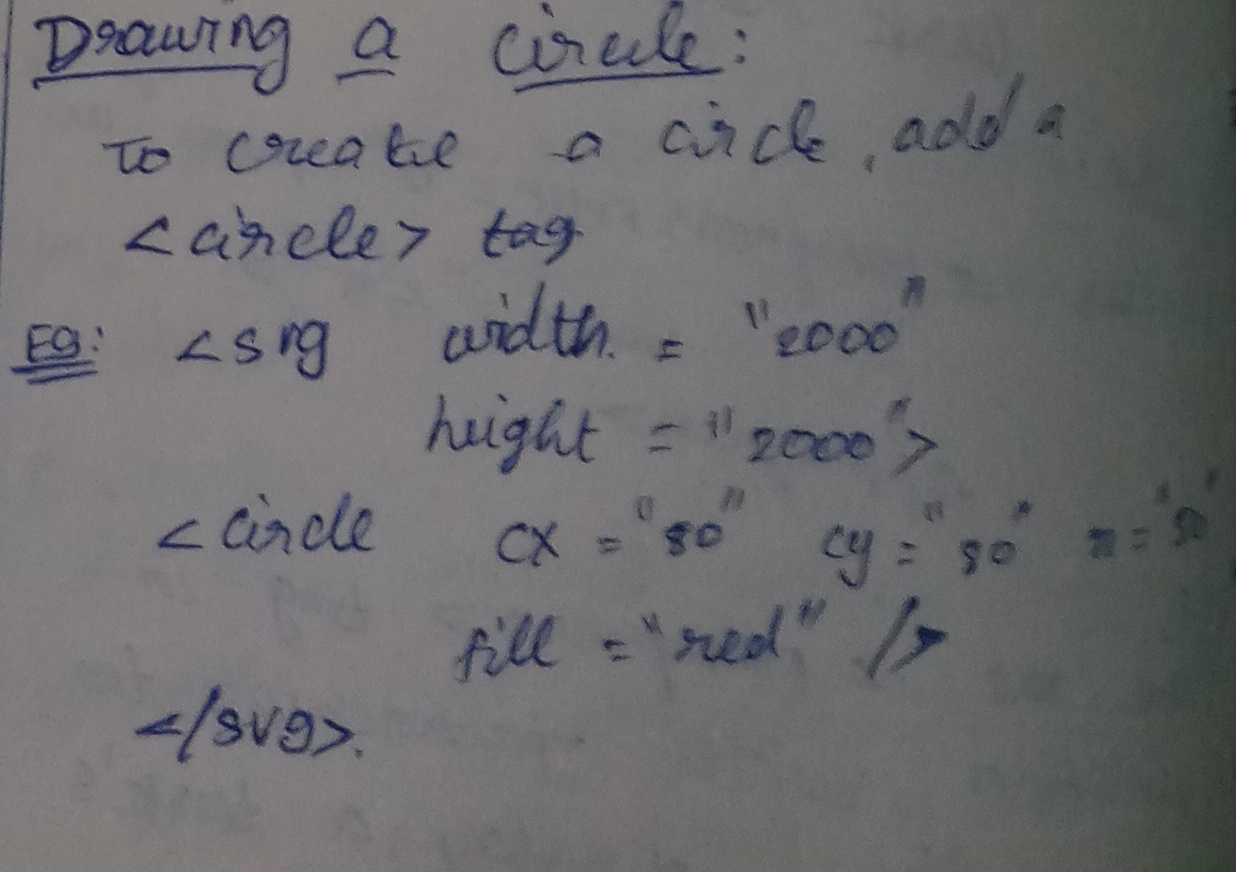 Drawing a circle:
To create a circle, add a
<circle> tag
Eg: <svg width = "2000"
height = "2000">
<circle cx = "80" cy = "80" r = "50"
fill = "red" />
</svg>.